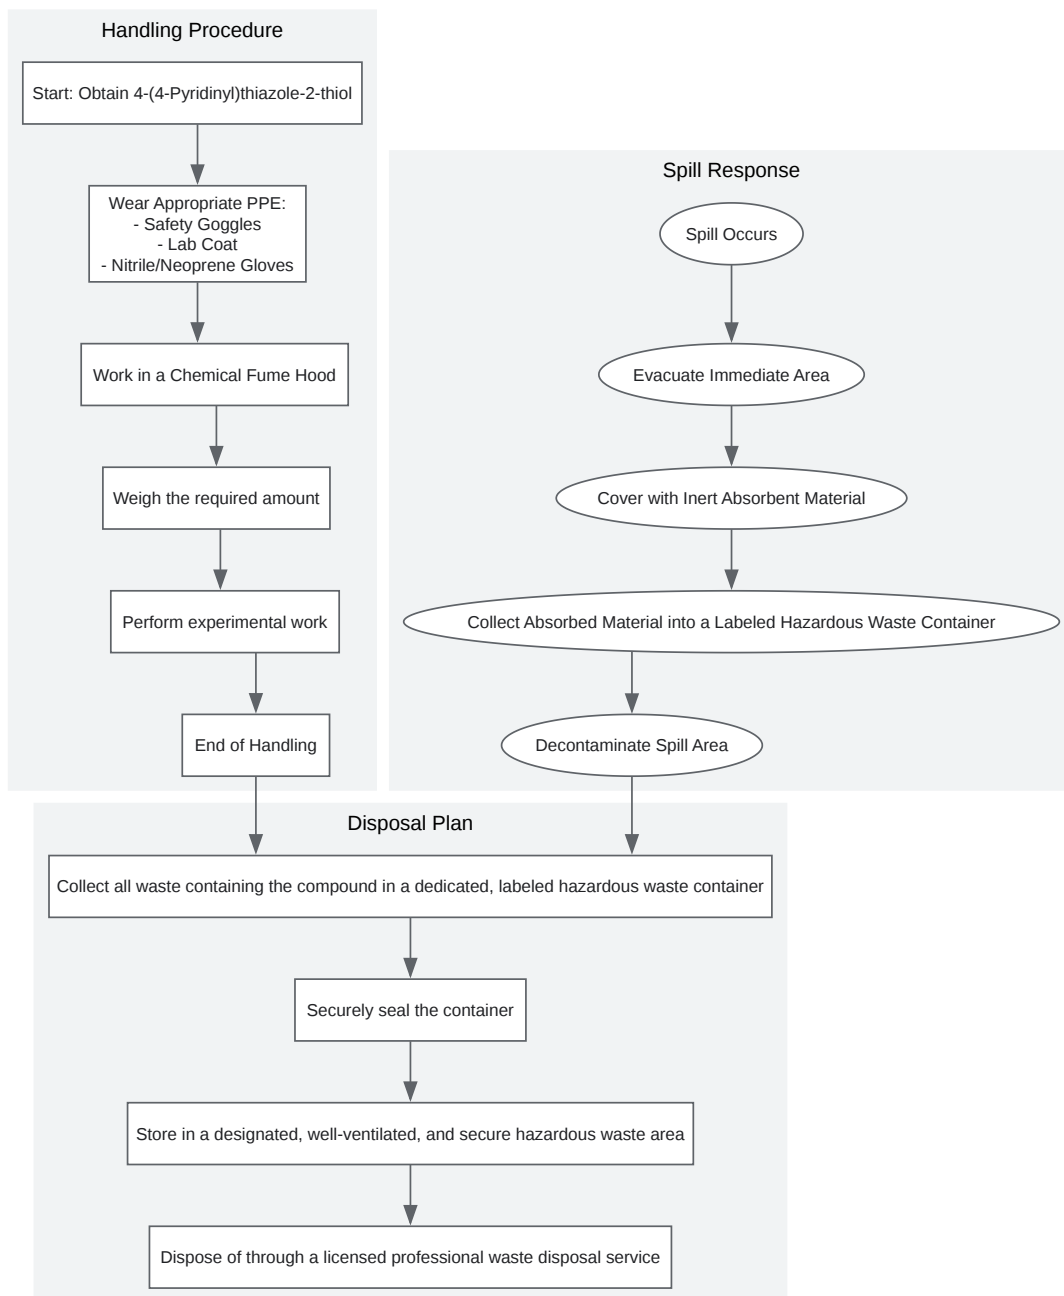 Handling Procedure
Start: Obtain 4-(4-Pyridinyl)thiazole-2-thiol
Wear Appropriate PPE:
- Safety Goggles
- Lab Coat
- Nitrile/Neoprene Gloves
Work in a Chemical Fume Hood
Weigh the required amount
Perform experimental work
End of Handling
Spill Response
Spill Occurs
Evacuate Immediate Area
Cover with Inert Absorbent Material
Collect Absorbed Material into a Labeled Hazardous Waste Container
Decontaminate Spill Area
Disposal Plan
Collect all waste containing the compound in a dedicated, labeled hazardous waste container
Securely seal the container
Store in a designated, well-ventilated, and secure hazardous waste area
Dispose of through a licensed professional waste disposal service